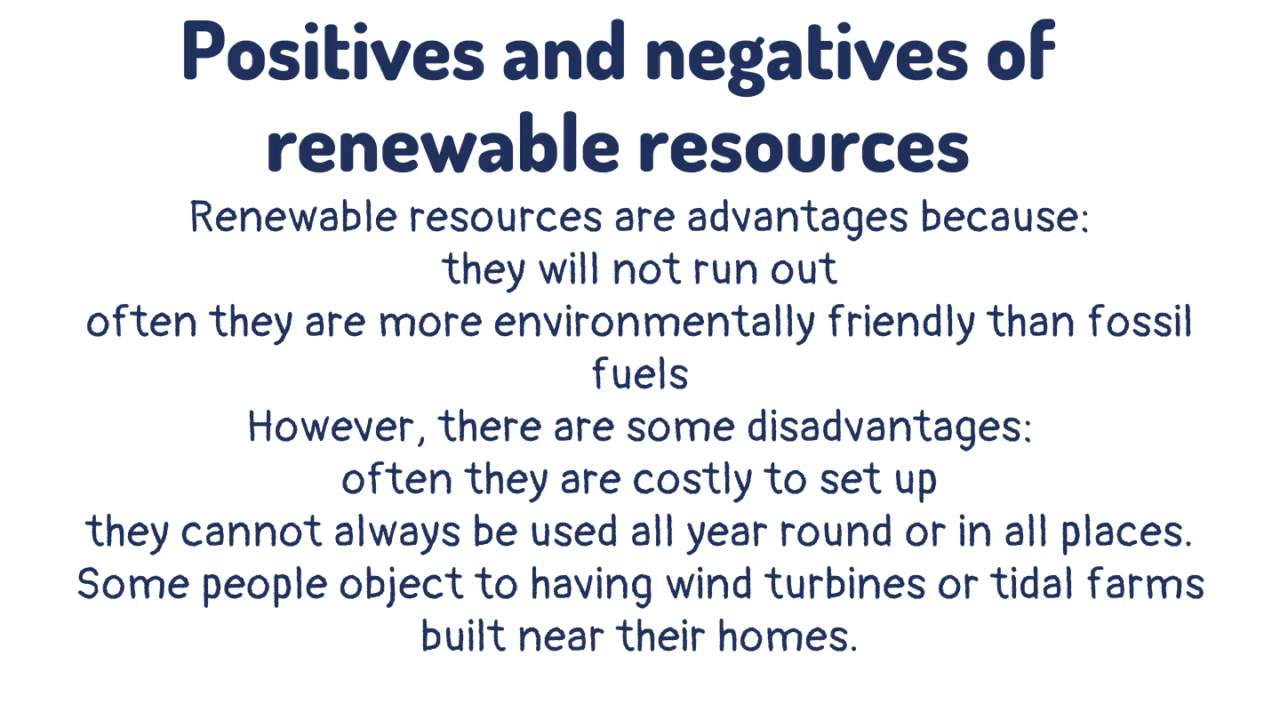 Positives and negatives of
renewable resources
Renewable resources are advantages because:
they will not run out
often they are more environmentally friendly than fossil
fuels
However, there are some disadvantages:
often they are costly to set up
they cannot always be used all year round or in all places.
Some people object to having wind turbines or tidal farms
built near their homes.